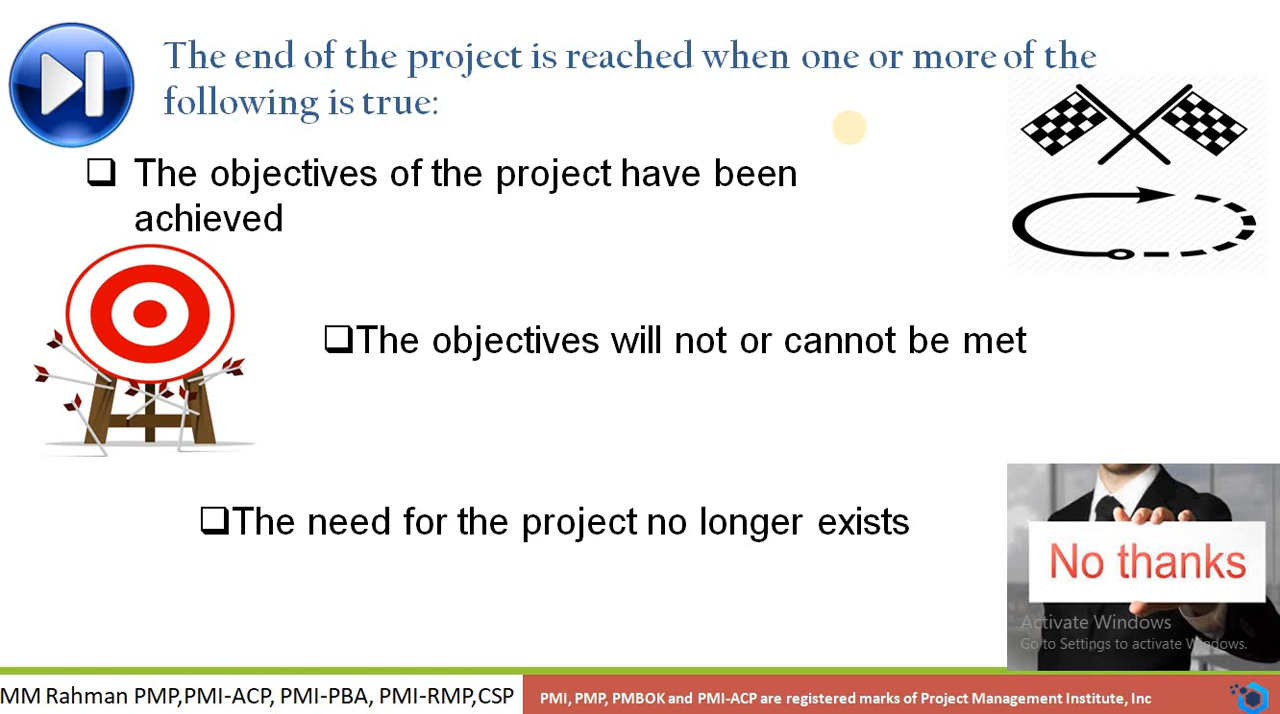 The end of the project is reached when one or more of the
following is true:
❑ The objectives of the project have been
achieved
❑The objectives will not or cannot be met
❑The need for the project no longer exists
No thanks
Activate Windows
Go to Settings to activate Windows.
MM Rahman PMP,PMI-ACP, PMI-PBA, PMI-RMP,CSP
PMI, PMP, PMBOK and PMI-ACP are registered marks of Project Management Institute, Inc